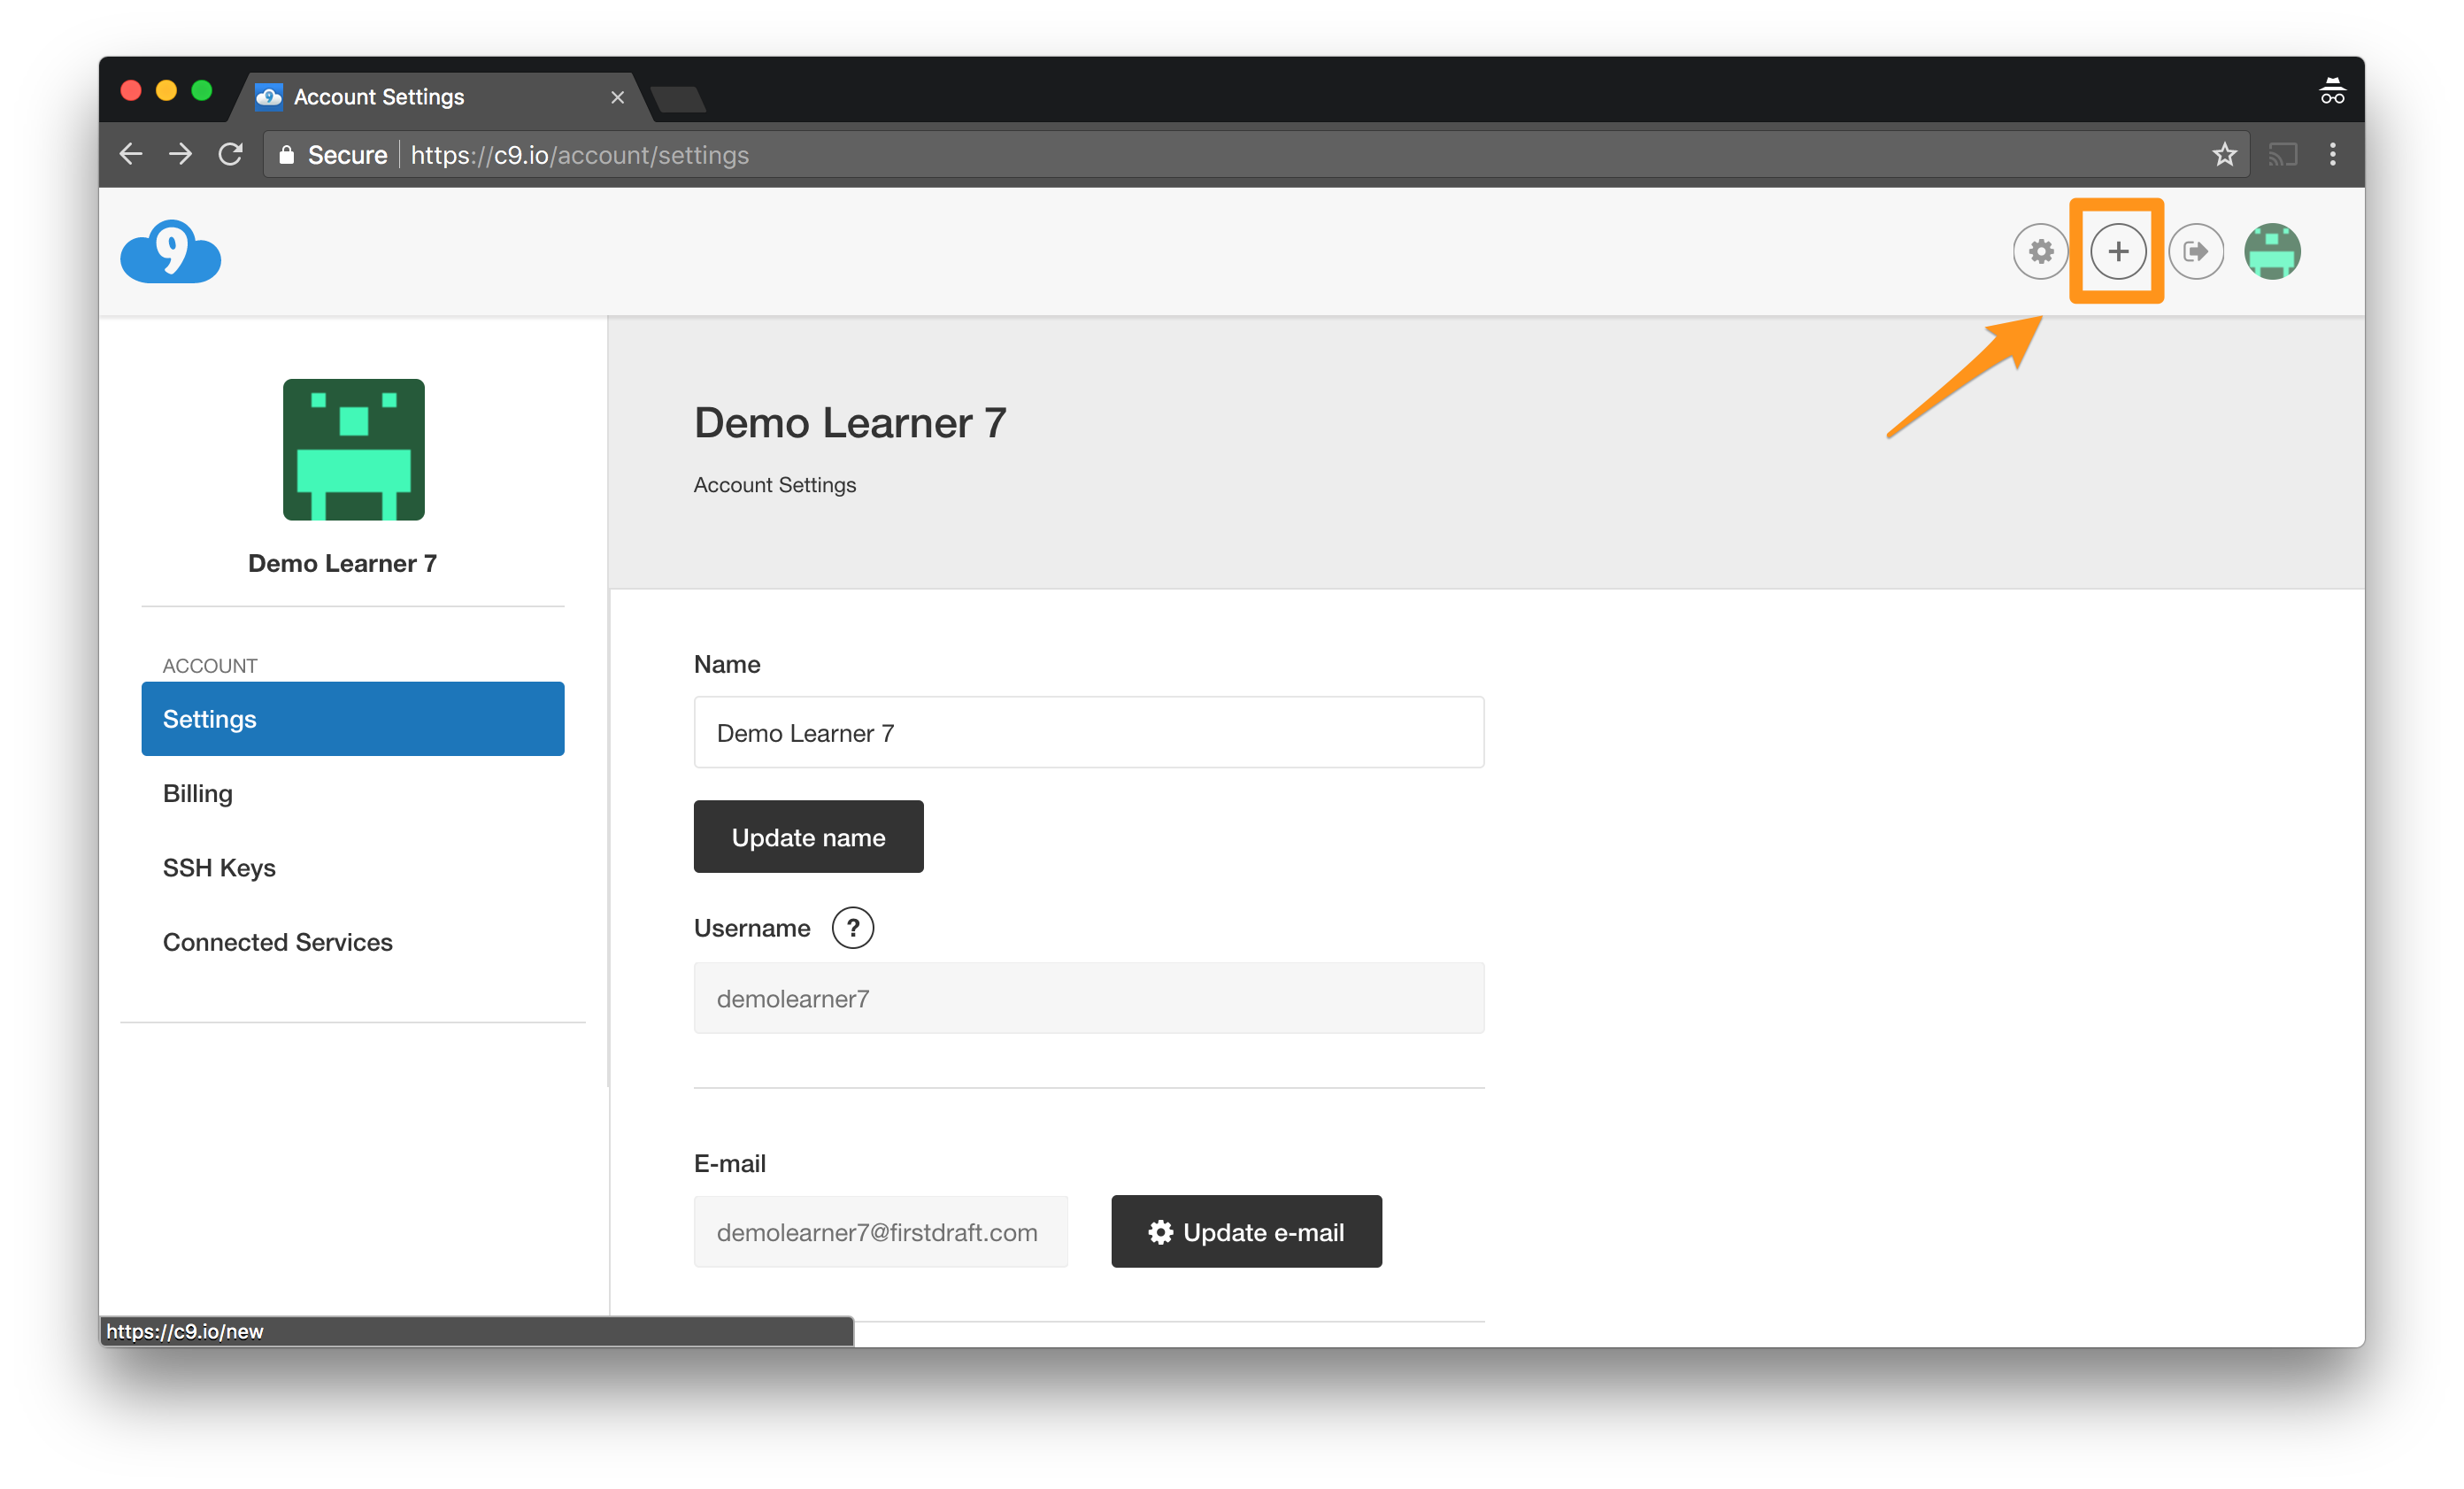 Account Settings
Secure https://c9.io/account/settings
9
Demo Learner 7
Account Settings
Demo Learner 7
ACCOUNT
Settings
Billing
SSH Keys
Connected Services
Name
Demo Learner 7
Update name
Username ?
demolearner7
E-mail
demolearner7@firstdraft.com Update e-mail
https://c9.io/new